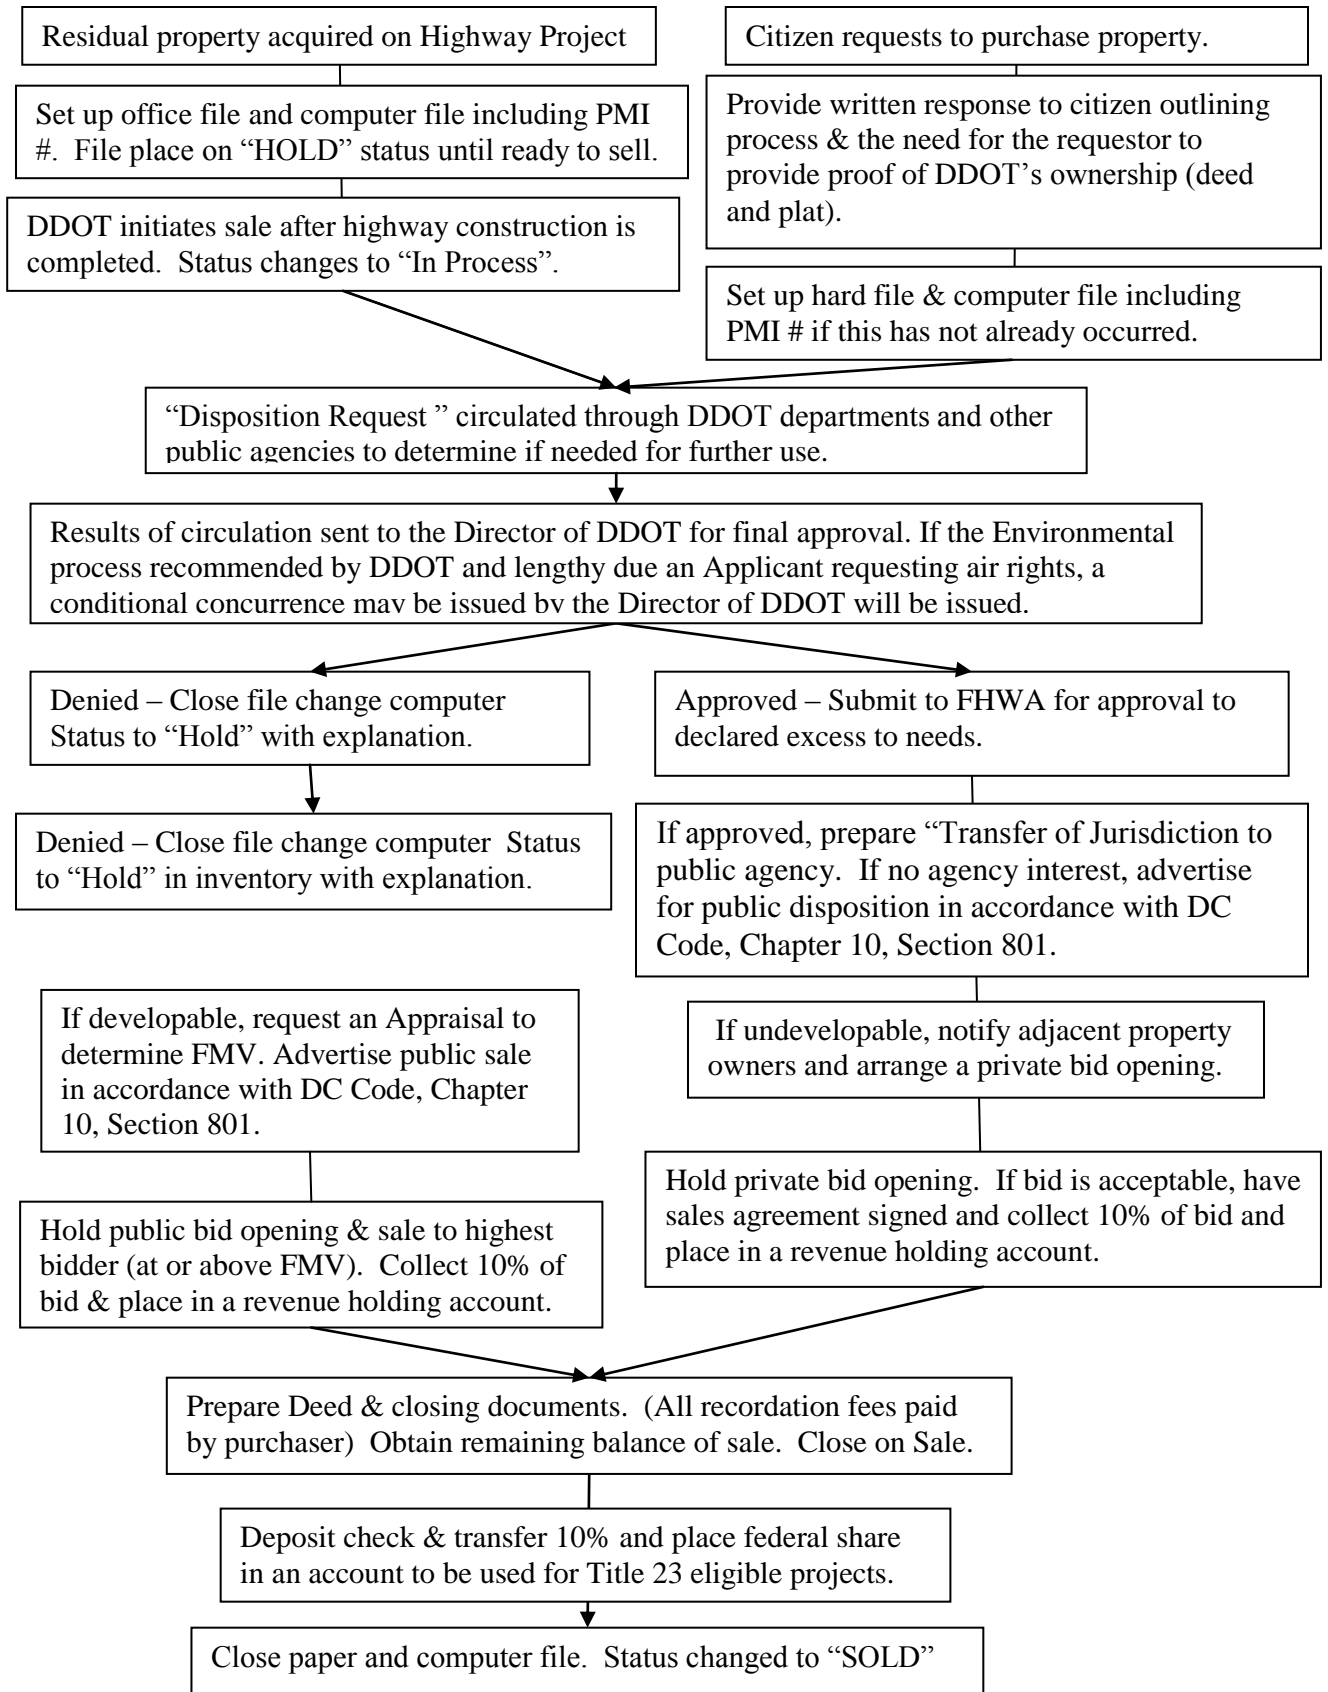 Residual property acquired on Highway Project
Citizen requests to purchase property.
Set up office file and computer file including PMI
#.  File place on “HOLD” status until ready to sell.
Provide written response to citizen outlining
process & the need for the requestor to
provide proof of DDOT’s ownership (deed
and plat).
DDOT initiates sale after highway construction is
completed.  Status changes to “In Process”.
Set up hard file & computer file including
PMI # if this has not already occurred.
“Disposition Request ” circulated through DDOT departments and other
public agencies to determine if needed for further use.
Results of circulation sent to the Director of DDOT for final approval. If the Environmental
process recommended by DDOT and lengthy due an Applicant requesting air rights, a
conditional concurrence may be issued by the Director of DDOT will be issued.
Denied – Close file change computer
Status to “Hold” with explanation.
Approved – Submit to FHWA for approval to
declared excess to needs.
Denied – Close file change computer  Status
to “Hold” in inventory with explanation.
If approved, prepare “Transfer of Jurisdiction to
public agency.  If no agency interest, advertise
for public disposition in accordance with DC
Code, Chapter 10, Section 801.
If developable, request an Appraisal to
determine FMV. Advertise public sale
in accordance with DC Code, Chapter
10, Section 801.
If undevelopable, notify adjacent property
owners and arrange a private bid opening.
Hold public bid opening & sale to highest
bidder (at or above FMV).  Collect 10% of
bid & place in a revenue holding account.
Hold private bid opening.  If bid is acceptable, have
sales agreement signed and collect 10% of bid and
place in a revenue holding account.
Prepare Deed & closing documents.  (All recordation fees paid
by purchaser)  Obtain remaining balance of sale.  Close on Sale.
Deposit check & transfer 10% and place federal share
in an account to be used for Title 23 eligible projects.
Close paper and computer file.  Status changed to “SOLD”